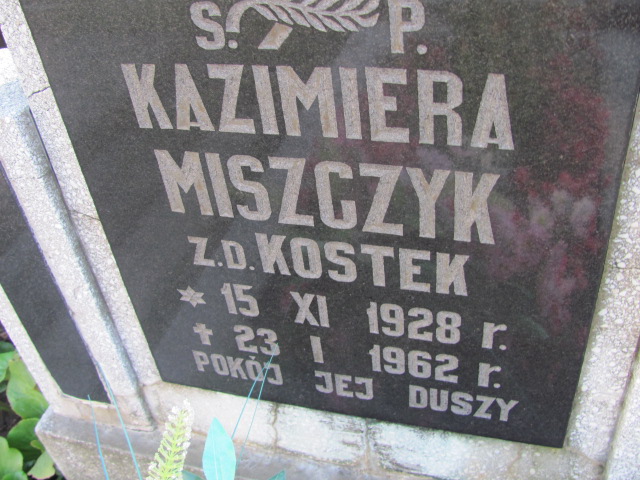 S. P.
KAZIMIERA
MISZCZYK
Z.D. KOSTEK
* 15 XI 1928 r.
✝ 23 I 1962 r.
POKÓJ JEJ DUSZY